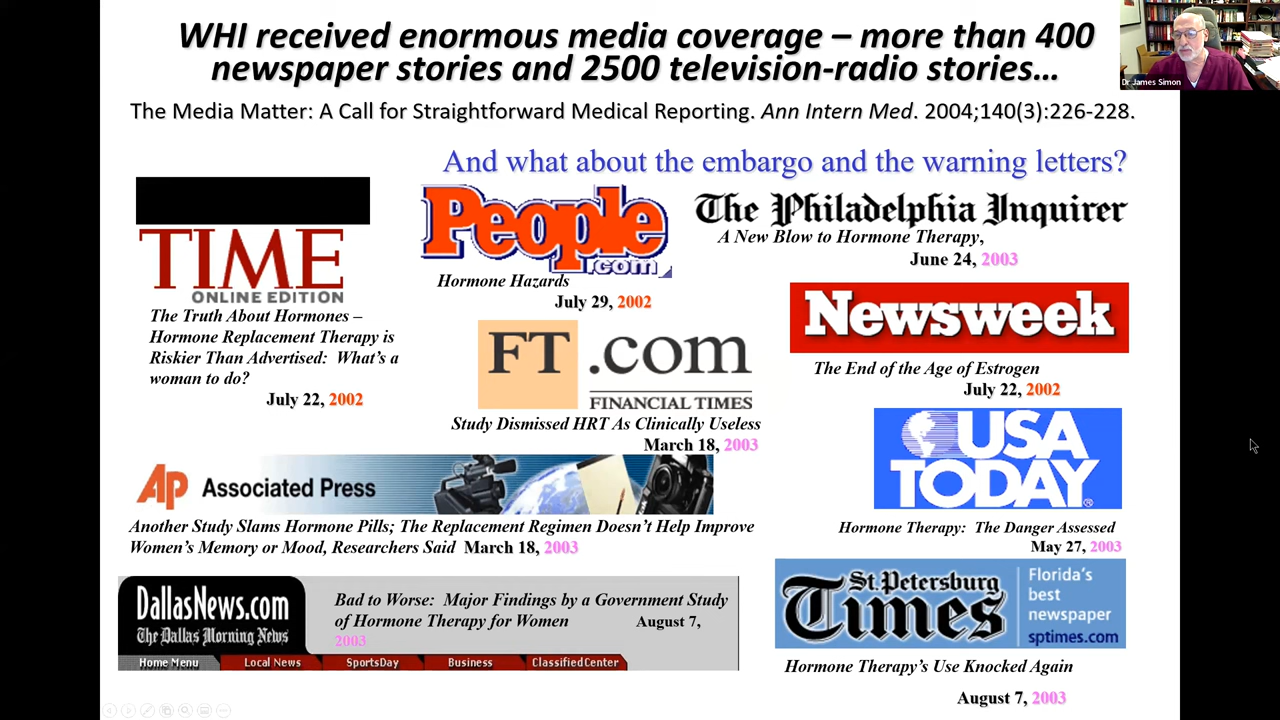 WHI received enormous media coverage – more than 400
newspaper stories and 2500 television-radio stories…
Dr James Simon
The Media Matter: A Call for Straightforward Medical Reporting. Ann Intern Med. 2004;140(3):226-228.
And what about the embargo and the warning letters?
TIME
ONLINE EDITION
The Truth About Hormones –
Hormone Replacement Therapy is
Riskier Than Advertised: What's a
woman to do?
July 22, 2002
People
.com
Hormone Hazards
July 29, 2002
The Philadelphia Inquirer
A New Blow to Hormone Therapy,
June 24, 2003
FT.com
FINANCIAL TIMES
Study Dismissed HRT As Clinically Useless
March 18, 2003
Newsweek
The End of the Age of Estrogen
July 22, 2002
AP Associated Press
Another Study Slams Hormone Pills; The Replacement Regimen Doesn't Help Improve
Women's Memory or Mood, Researchers Said March 18, 2003
USA
TODAY
®
Hormone Therapy: The Danger Assessed
May 27, 2003
DallasNews.com
The Dallas Morning News
Bad to Worse: Major Findings by a Government Study
of Hormone Therapy for Women August 7,
2003
Home Menu Local News SportsDay Business ClassifiedCenter
St. Petersburg
Times
Florida's
best
newspaper
sptimes.com
Hormone Therapy's Use Knocked Again
August 7, 2003